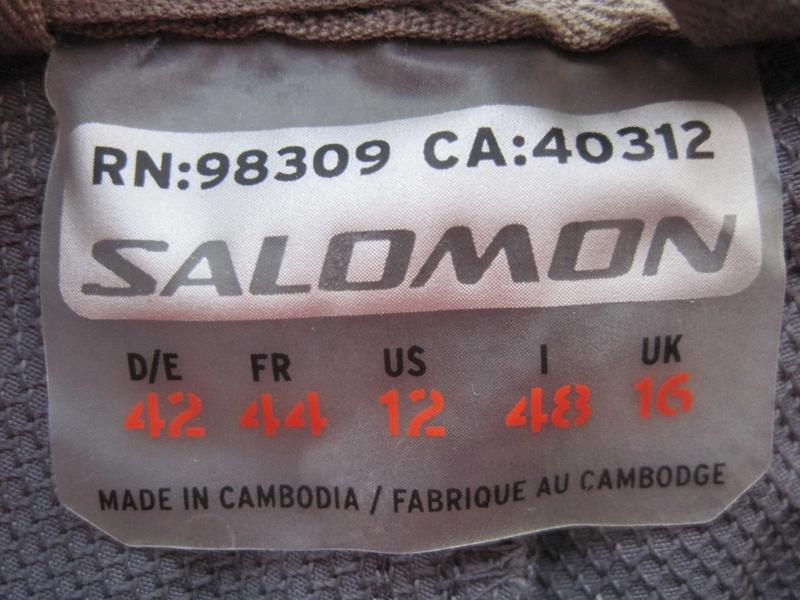 RN:98309 CA:40312
SALOMON
D/E FR US I UK
42 44 12 48 16
MADE IN CAMBODIA / FABRIQUE AU CAMBODGE